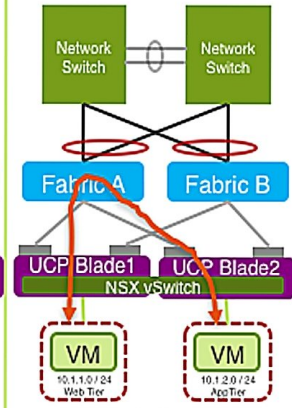 Network
Switch
Network
Switch
Fabric A
Fabric B
UCP Blade1
UCP Blade2
NSX vSwitch
VM
VM
10.1.1.0 / 24
Web Tier
10.1.2.0 / 24
App Tier